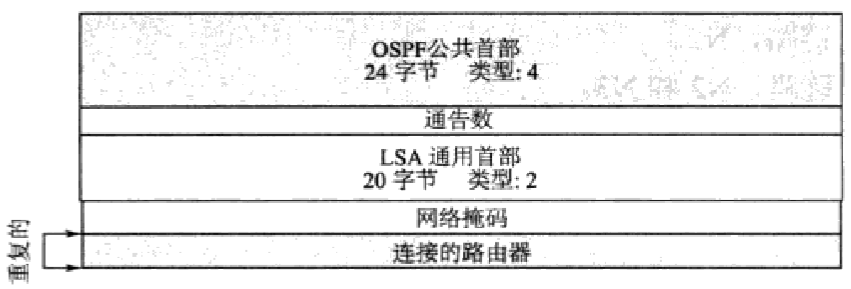 OSPF公共首部
24 字节 类型: 4
通告数
LSA 通用首部
20 字节 类型: 2
网络掩码
重复的
连接的路由器